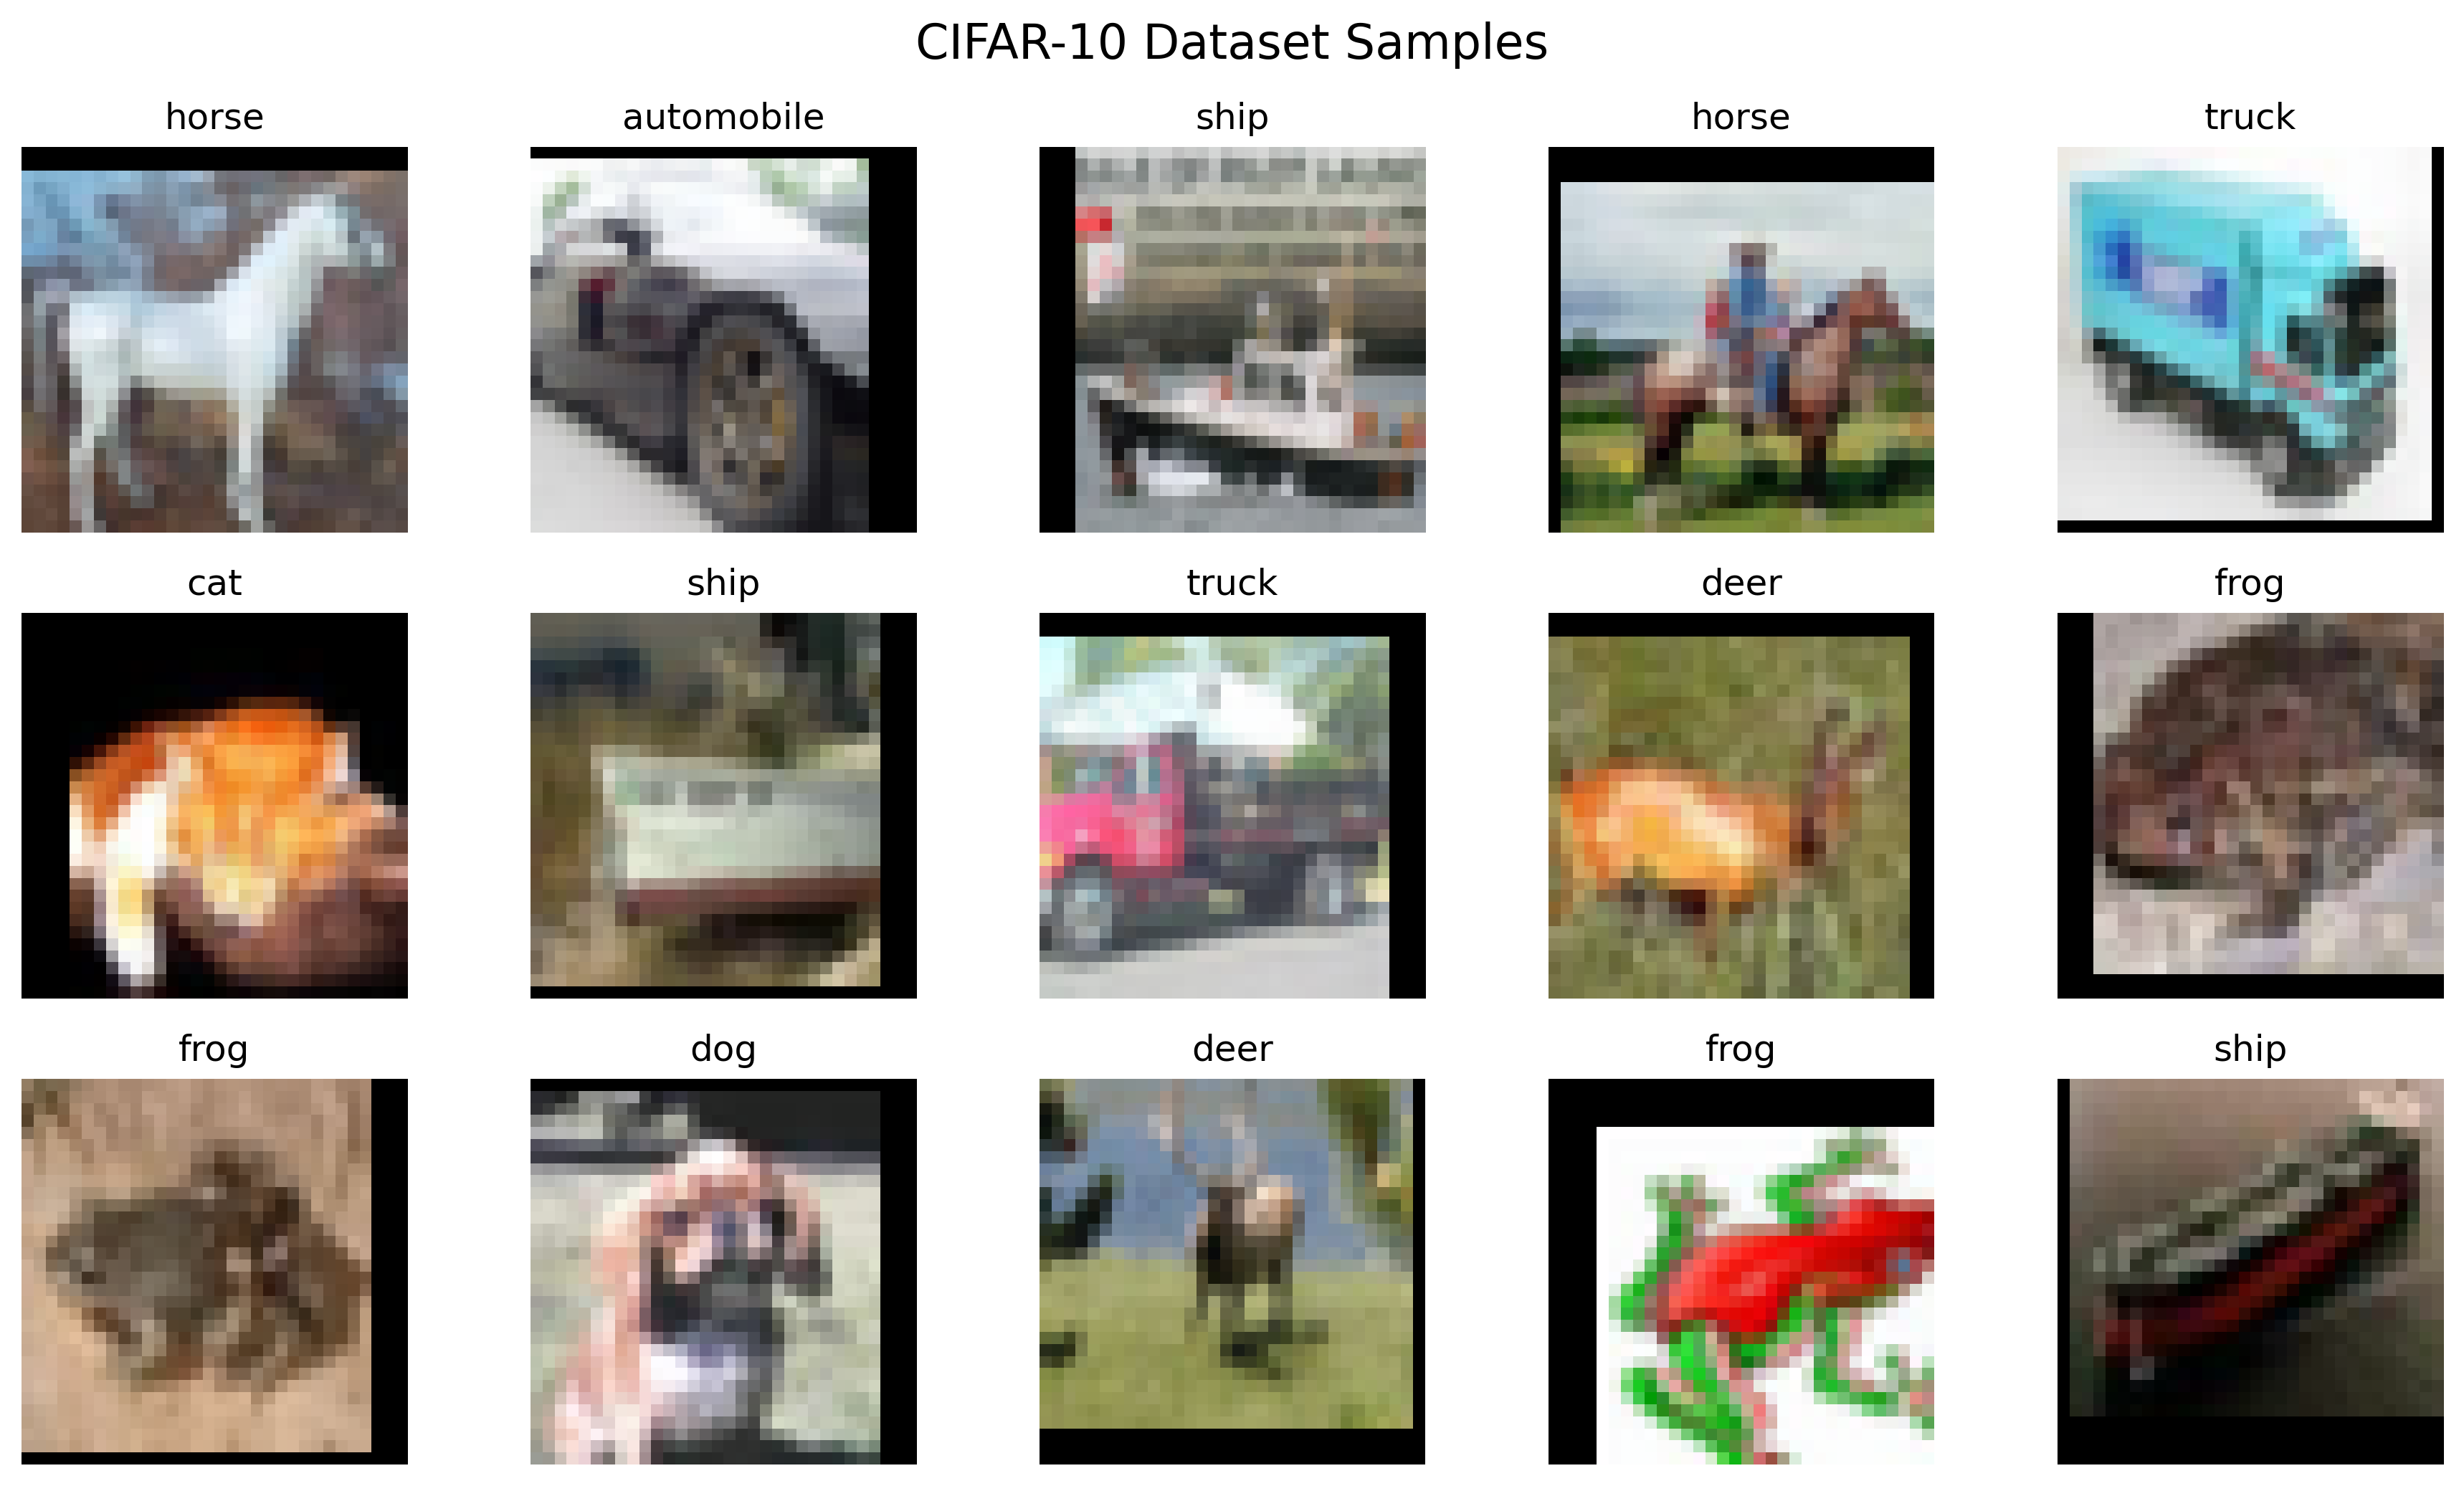 CIFAR-10 Dataset Samples
horse
automobile
ship
horse
truck
cat
ship
truck
deer
frog
frog
dog
deer
frog
ship